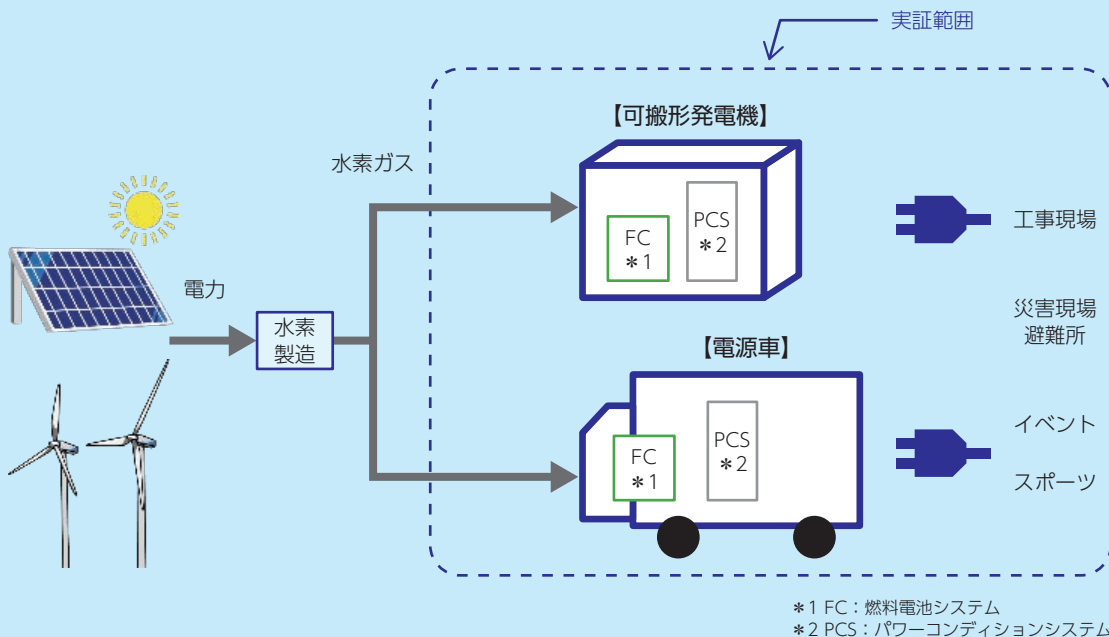 実証範囲
【可搬形発電機】
水素ガス
FC
*1
PCS
*2
工事現場
電力
水素
製造
災害現場
避難所
【電源車】
FC
*1
PCS
*2
イベント
スポーツ
*1 FC：燃料電池システム
*2 PCS：パワーコンディションシステム